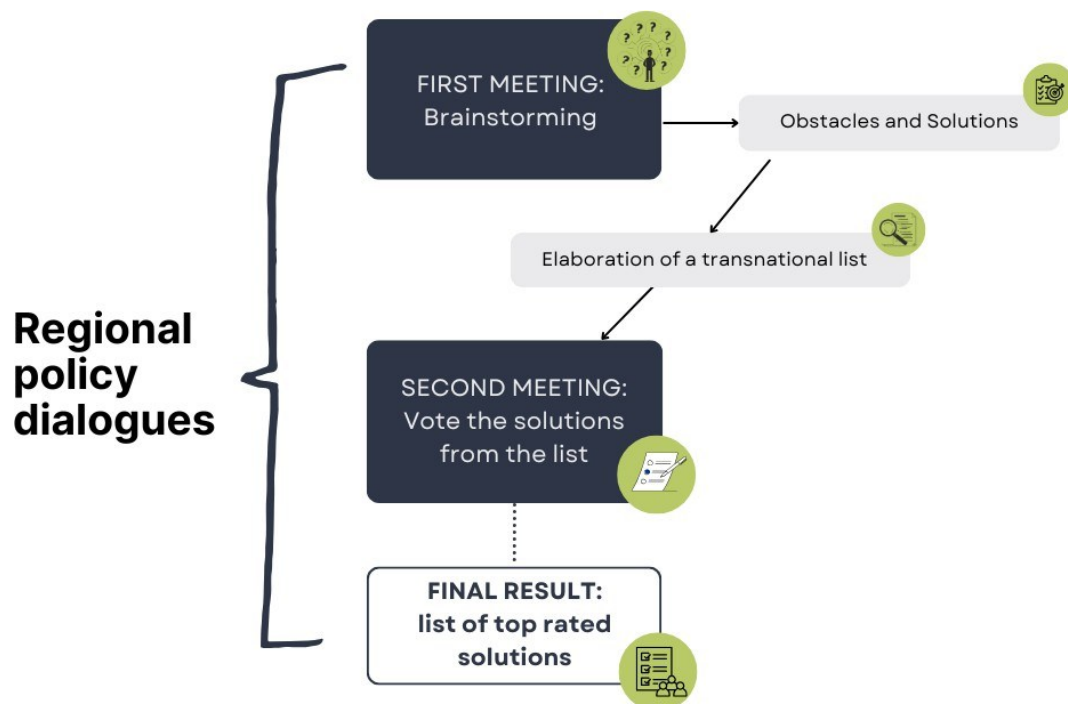 Regional
policy
dialogues
FIRST MEETING:
Brainstorming
Obstacles and Solutions
Elaboration of a transnational list
SECOND MEETING:
Vote the solutions
from the list
FINAL RESULT:
list of top rated
solutions